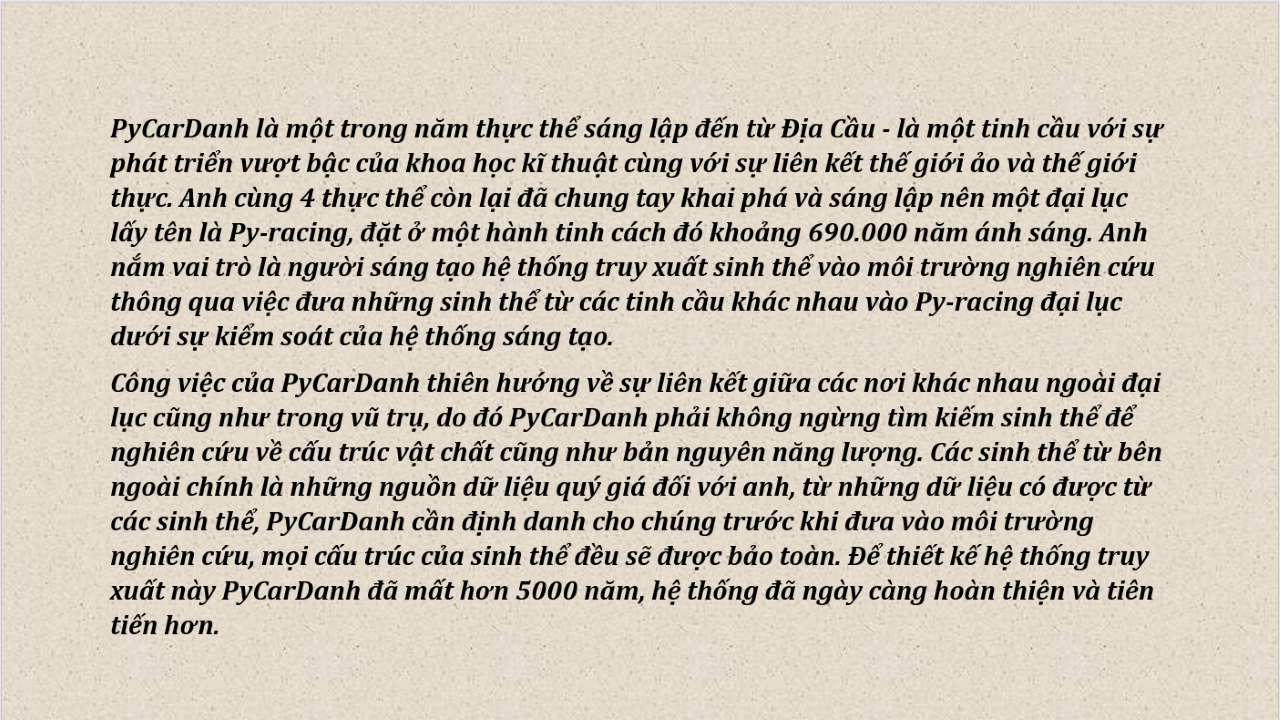 PyCarDanh là một trong năm thực thể sáng lập đến từ Địa Cầu - là một tinh cầu với sự
phát triển vượt bậc của khoa học kĩ thuật cùng với sự liên kết thế giới ảo và thế giới
thực. Anh cùng 4 thực thể còn lại đã chung tay khai phá và sáng lập nên một đại lục
lấy tên là Py-racing, đặt ở một hành tinh cách đó khoảng 690.000 năm ánh sáng. Anh
nắm vai trò là người sáng tạo hệ thống truy xuất sinh thể vào môi trường nghiên cứu
thông qua việc đưa những sinh thể từ các tinh cầu khác nhau vào Py-racing đại lục
dưới sự kiểm soát của hệ thống sáng tạo.
Công việc của PyCarDanh thiên hướng về sự liên kết giữa các nơi khác nhau ngoài đại
lục cũng như trong vũ trụ, do đó PyCarDanh phải không ngừng tìm kiếm sinh thể để
nghiên cứu về cấu trúc vật chất cũng như bản nguyên năng lượng. Các sinh thể từ bên
ngoài chính là những nguồn dữ liệu quý giá đối với anh, từ những dữ liệu có được từ
các sinh thể, PyCarDanh cần định danh cho chúng trước khi đưa vào môi trường
nghiên cứu, mọi cấu trúc của sinh thể đều sẽ được bảo toàn. Để thiết kế hệ thống truy
xuất này PyCarDanh đã mất hơn 5000 năm, hệ thống đã ngày càng hoàn thiện và tiên
tiến hơn.